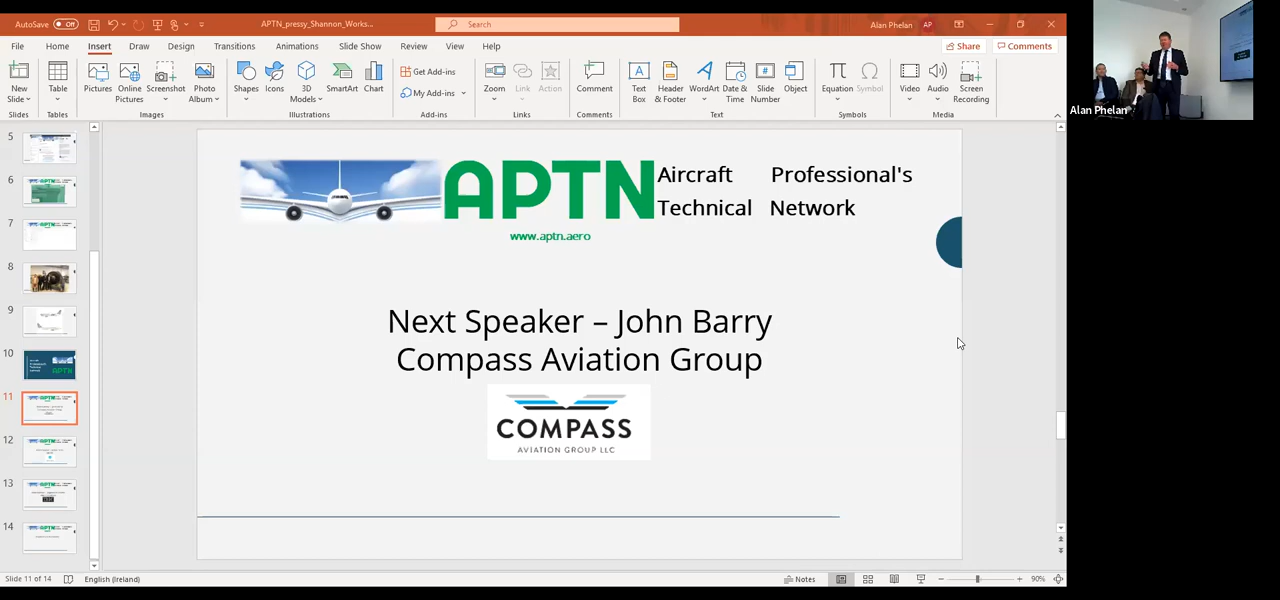 AutoSave Off
APTN_pressy_Shannon_Works...
Search
Alan Phelan AP
File Home Insert Draw Design Transitions Animations Slide Show Review View Help
Share Comments
New Slide
Table
Pictures
Online Pictures
Screenshot
Photo Album
Shapes
Icons
3D Models
SmartArt
Chart
Get Add-ins
My Add-ins
Zoom
Link
Action
Comment
Text Box
Header & Footer
WordArt
Date & Time
Slide Number
Object
Equation
Symbol
Video
Audio
Screen Recording
Slides Tables Images Illustrations Add-ins Links Comments Text Symbols Media
Alan Phelan
5
6
7
8
9
10
11
12
13
14
APTN
Aircraft Professional's
Technical Network
www.aptn.aero
Next Speaker – John Barry
Compass Aviation Group
COMPASS
AVIATION GROUP LLC
Slide 11 of 14
English (Ireland)
Notes
90%